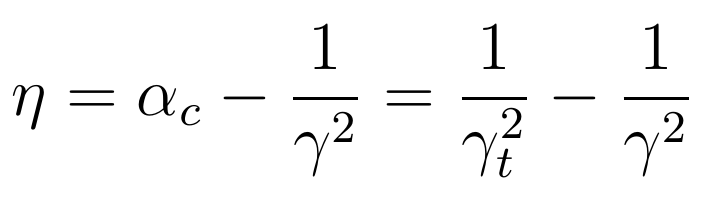 η = α_c − 1/γ² = 1/γ_t² − 1/γ²